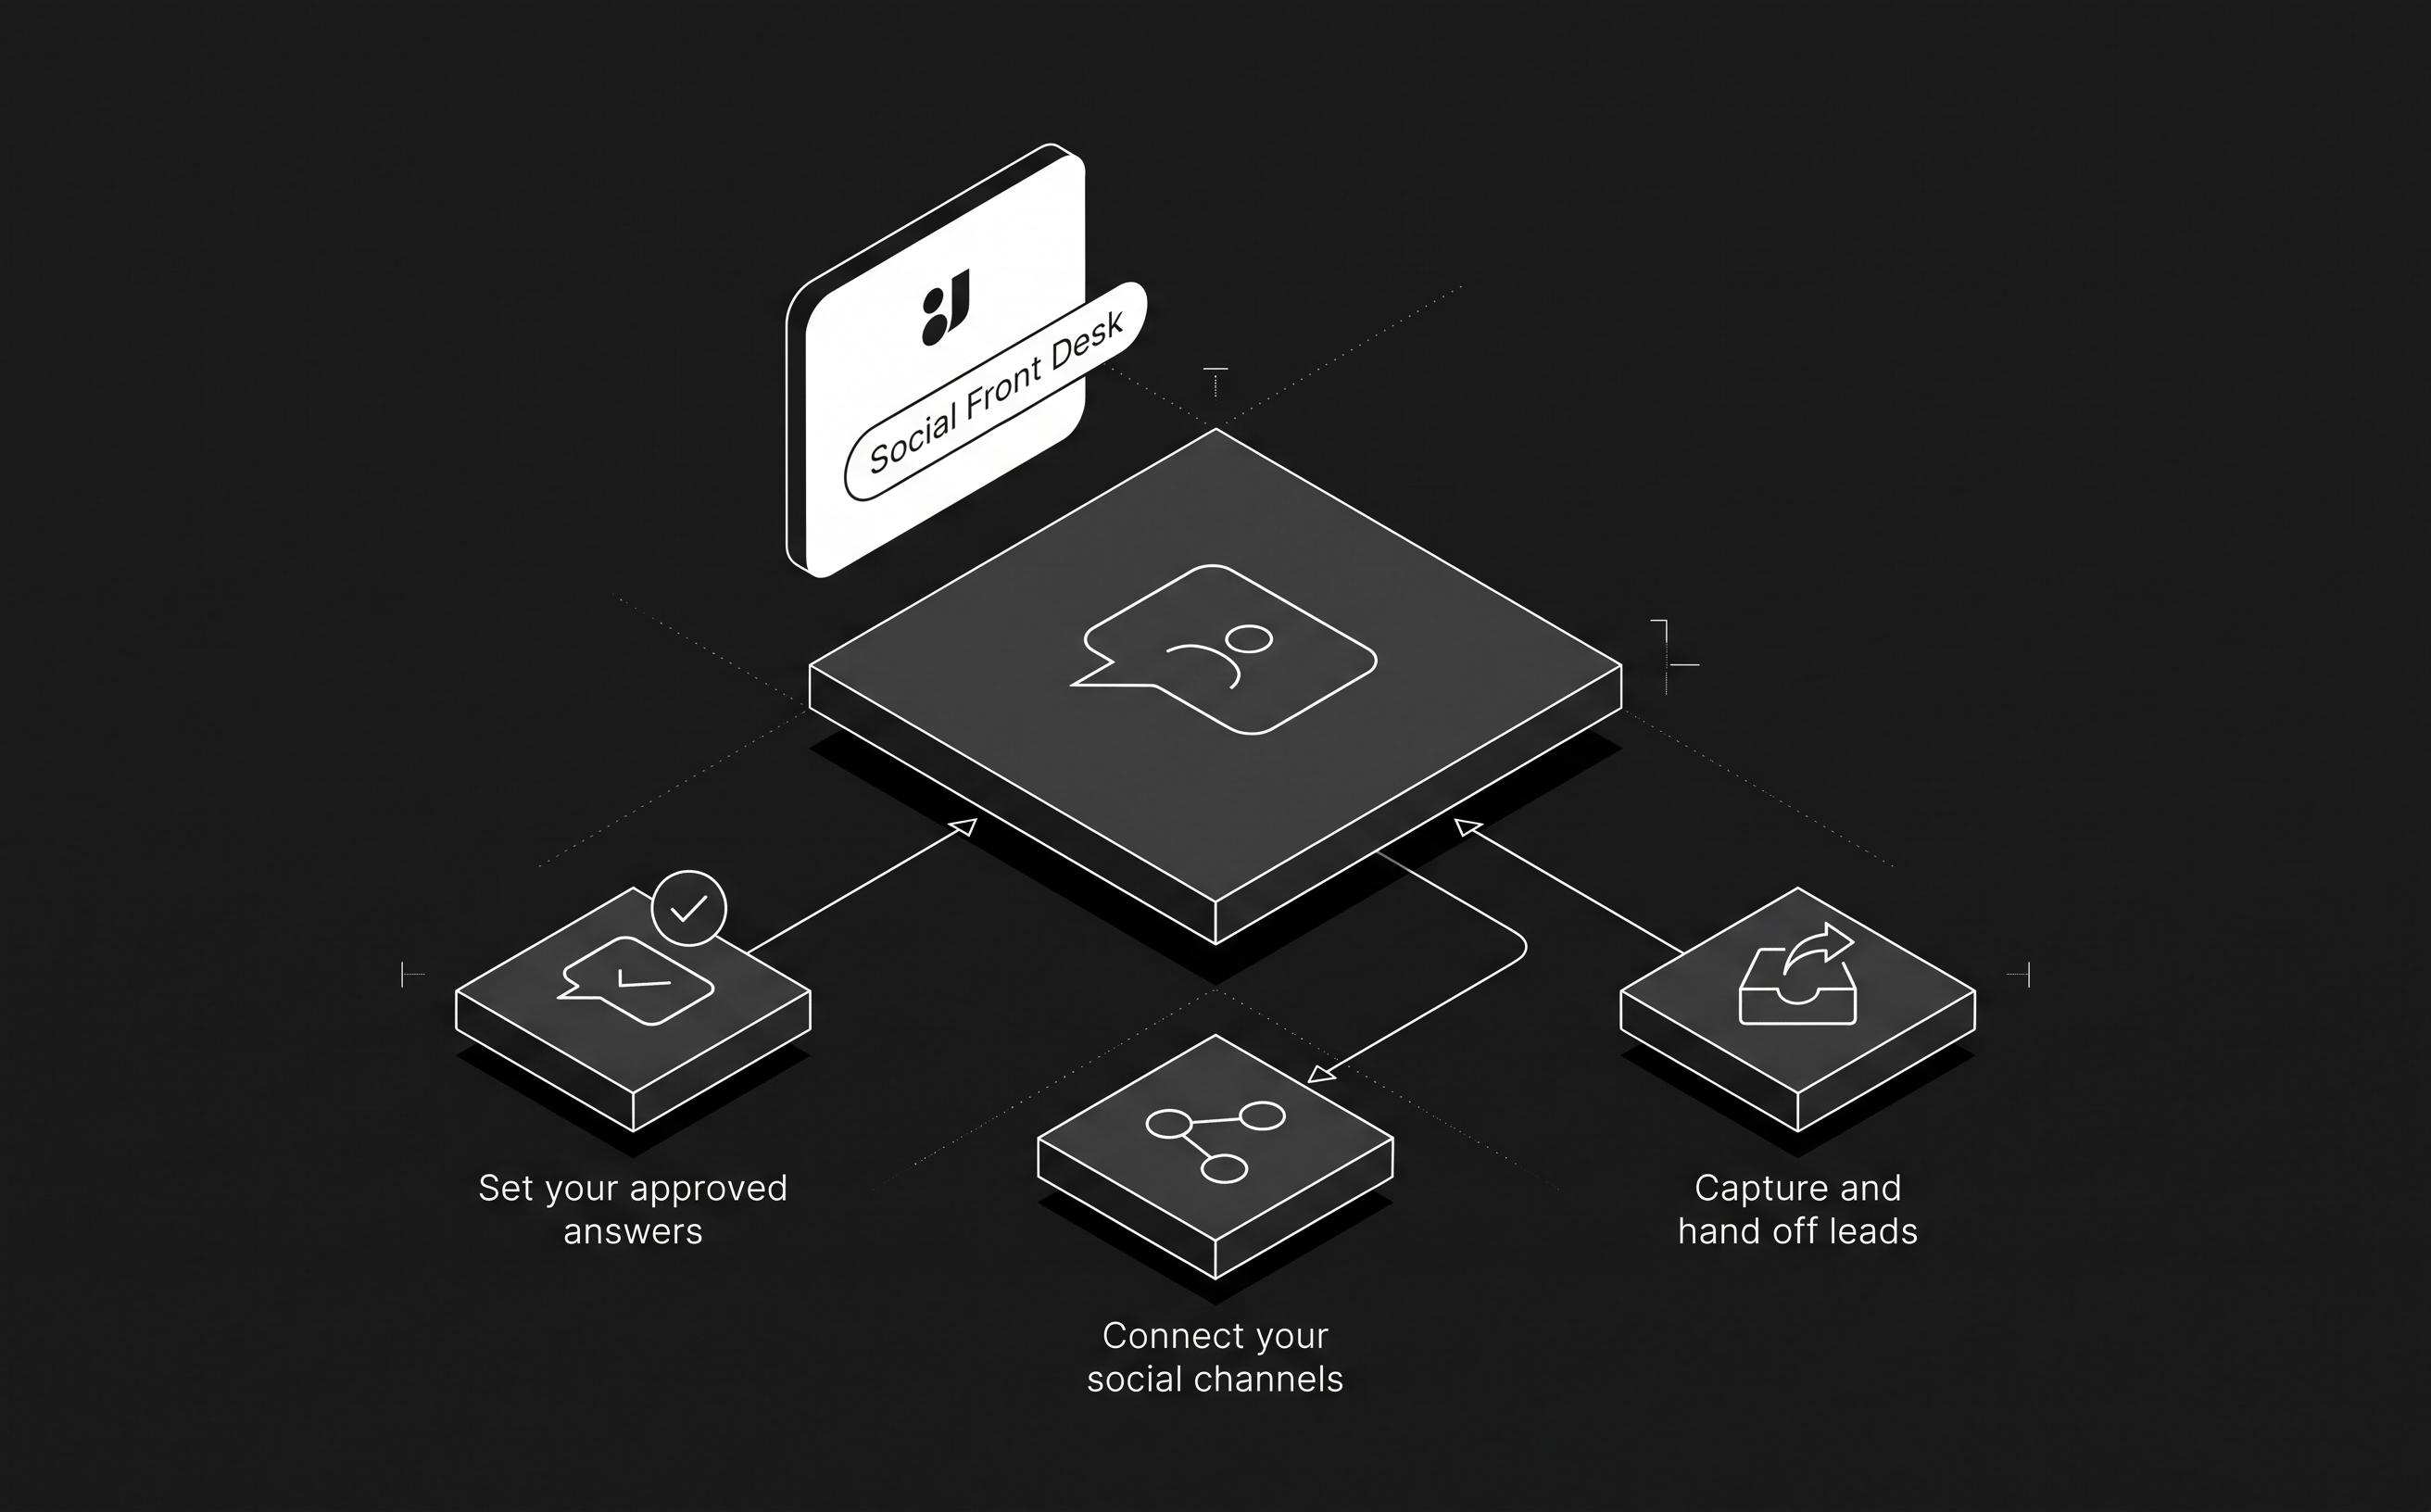 Social Front Desk
Set your approved
answers
Connect your
social channels
Capture and
hand off leads